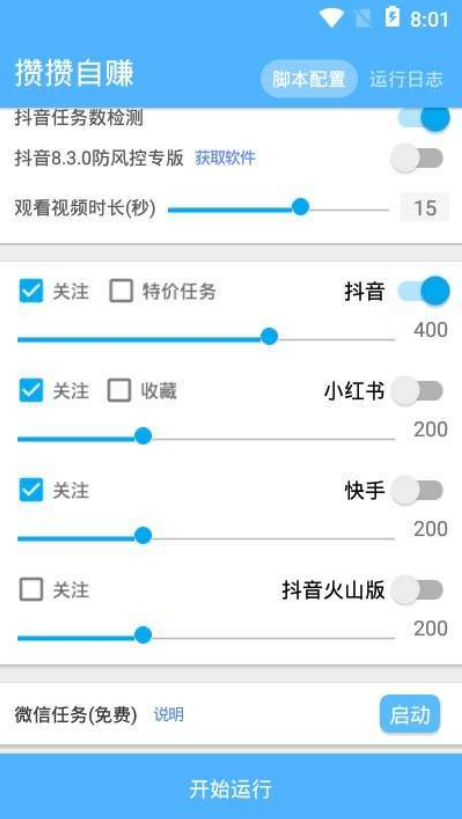 8:01
攒攒自赚 脚本配置 运行日志
抖音任务数检测
抖音8.3.0防风控专版 获取软件
观看视频时长(秒) 15
关注 特价任务 抖音
400
关注 收藏 小红书
200
关注 快手
200
关注 抖音火山版
200
微信任务(免费) 说明 启动
开始运行